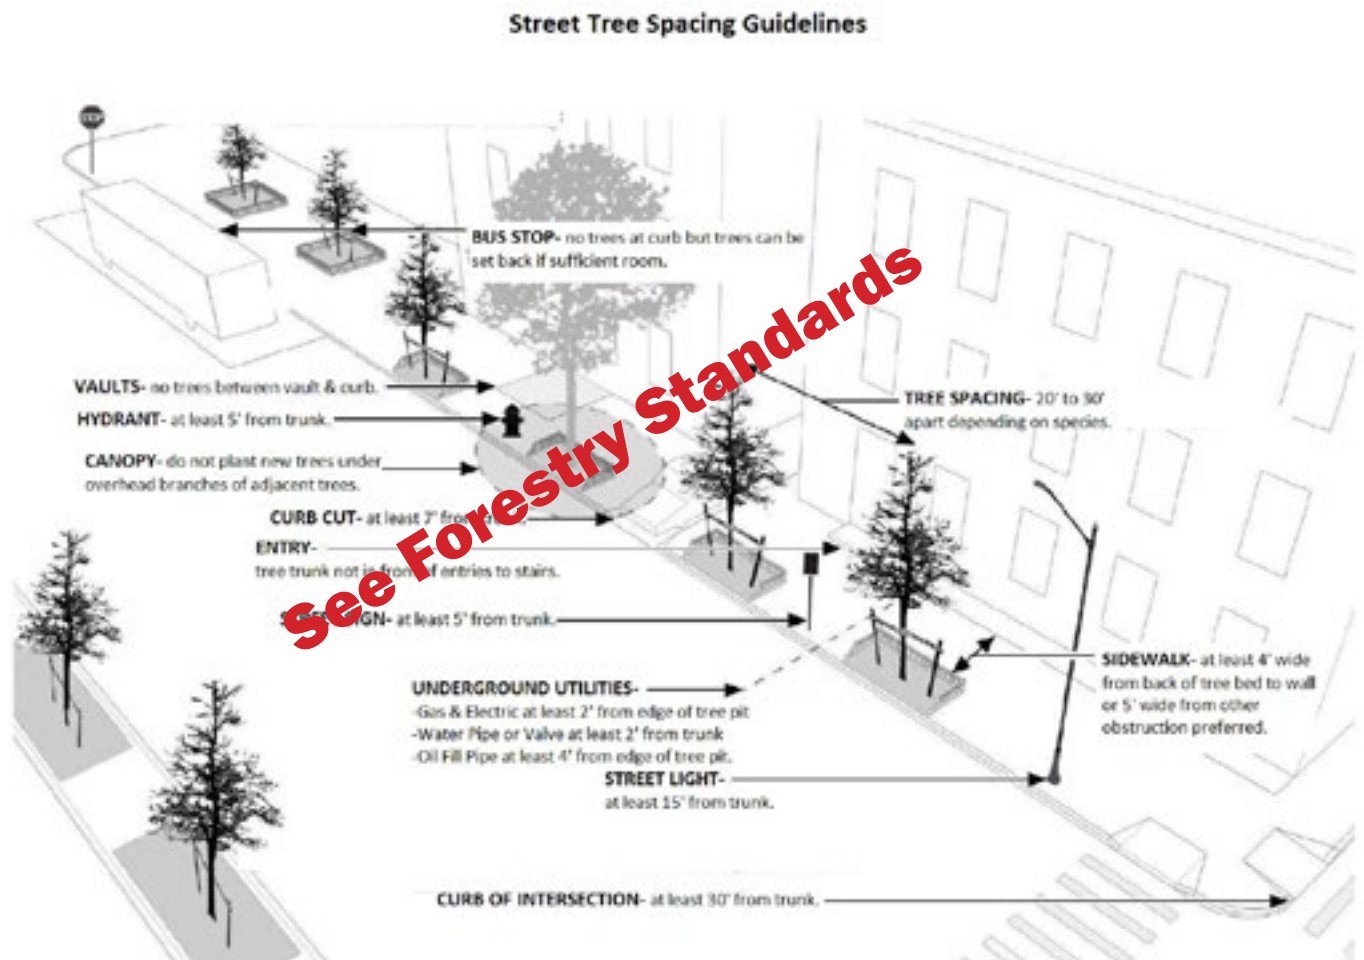 Street Tree Spacing Guidelines
STOP
BUS STOP- no trees at curb but trees can be
set back if sufficient room.
VAULTS- no trees between vault & curb.
HYDRANT- at least 5' from trunk.
CANOPY- do not plant new trees under
overhead branches of adjacent trees.
TREE SPACING- 20' to 30'
apart depending on species.
See Forestry Standards
CURB CUT- at least 7' from
ENTRY-
tree trunk not in front of entries to stairs.
SIGN- at least 5' from trunk.
UNDERGROUND UTILITIES-
-Gas & Electric at least 2' from edge of tree pit
-Water Pipe or Valve at least 2' from trunk
-Oil Fill Pipe at least 4' from edge of tree pit.
SIDEWALK- at least 4' wide
from back of tree bed to wall
or 5' wide from other
obstruction preferred.
STREET LIGHT-
at least 15' from trunk.
CURB OF INTERSECTION- at least 30' from trunk.